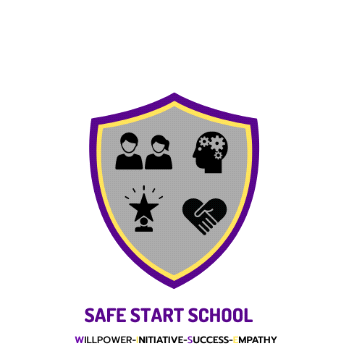 SAFE START SCHOOL
WILLPOWER-INITIATIVE-SUCCESS-EMPATHY